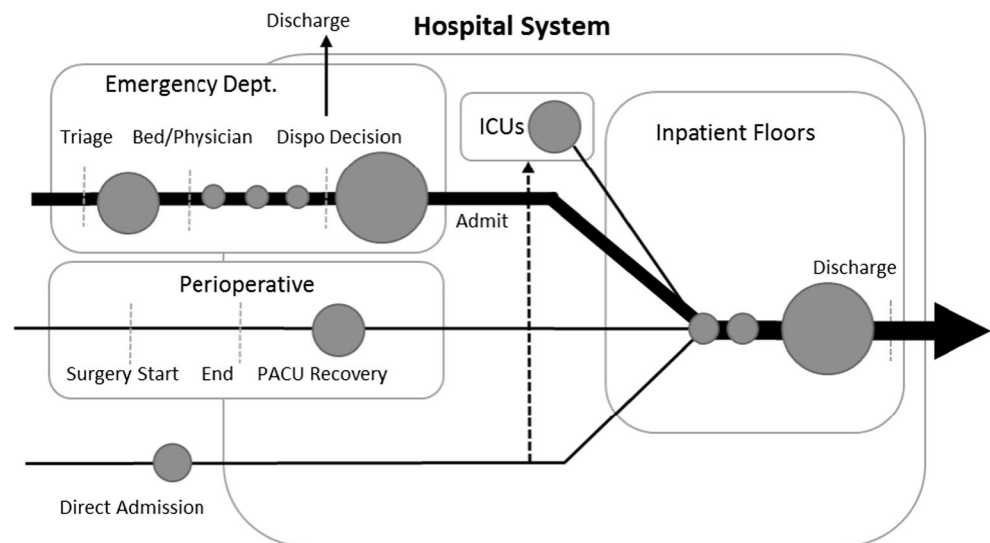 Discharge
Hospital System
Emergency Dept.
Triage
Bed/Physician
Dispo Decision
ICUs
Inpatient Floors
Admit
Discharge
Perioperative
Surgery Start
End
PACU Recovery
Direct Admission